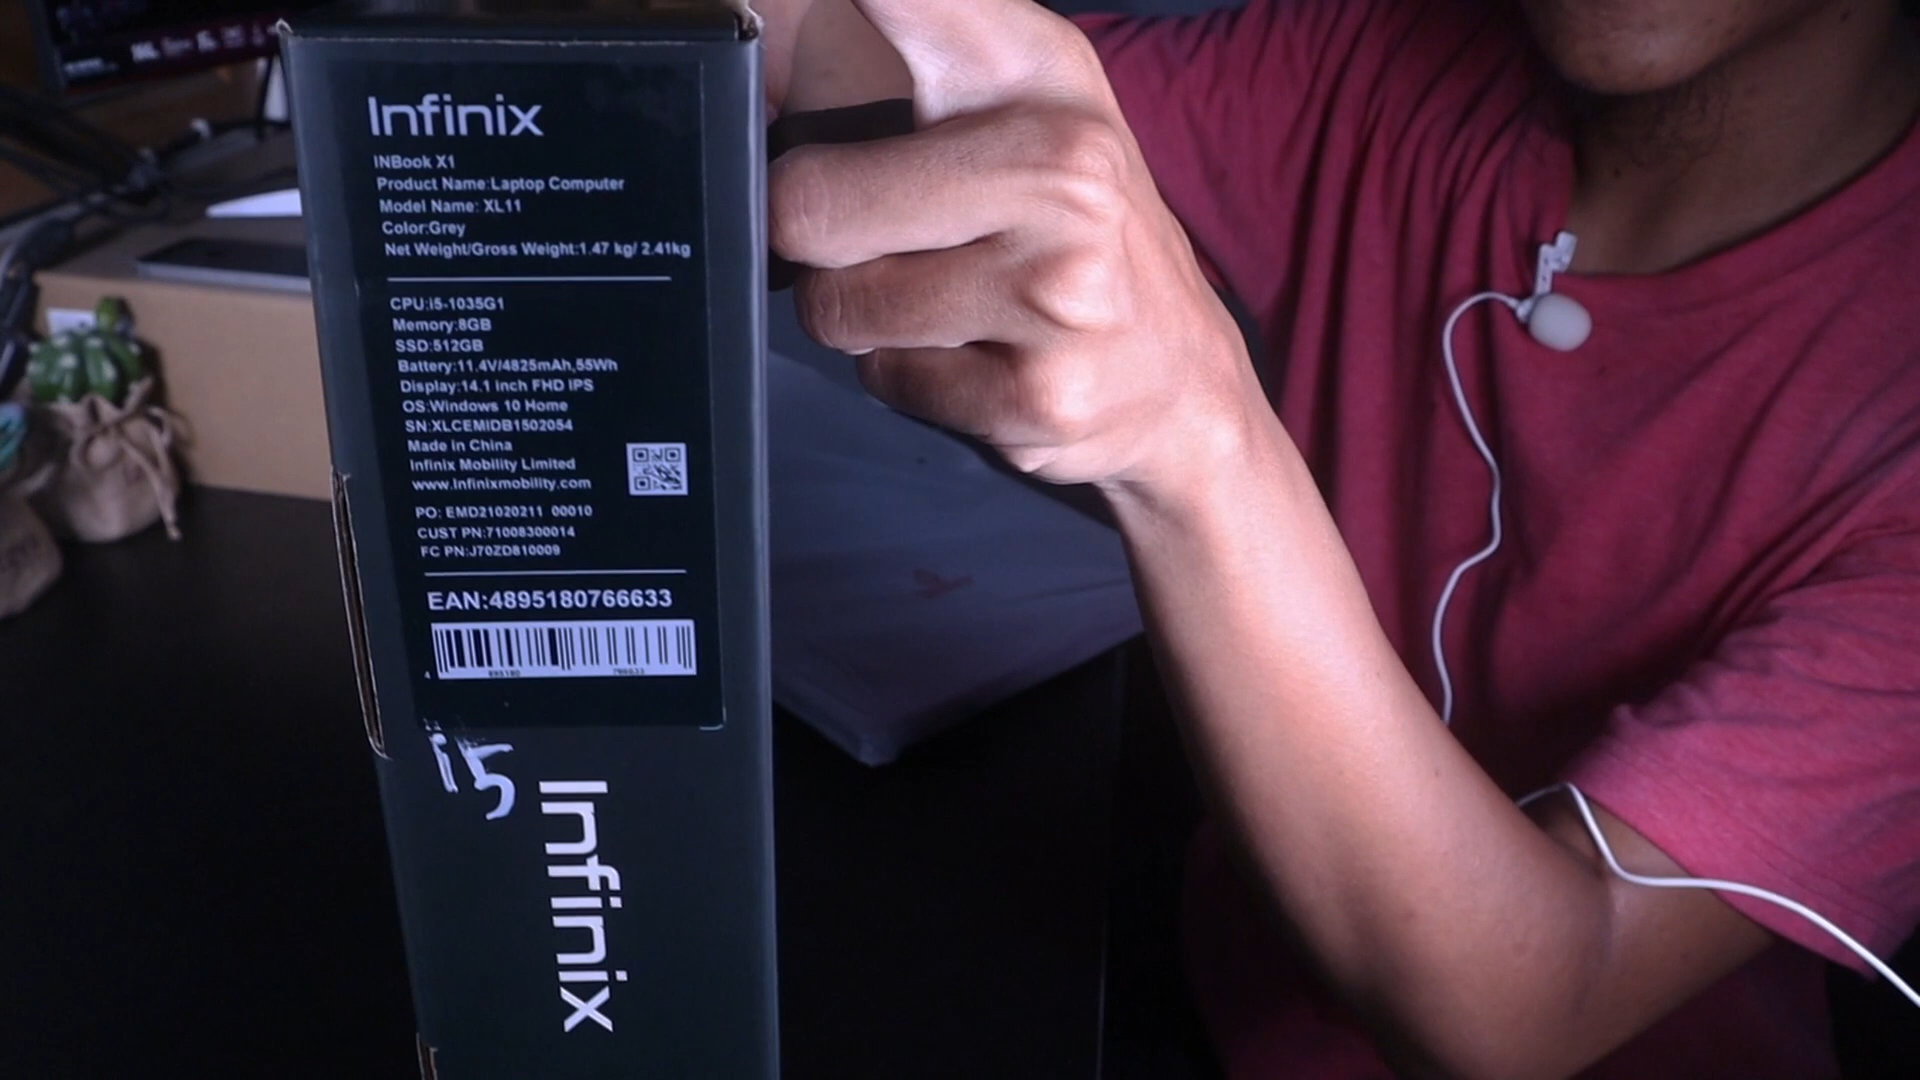 Infinix
INBook X1
Product Name:Laptop Computer
Model Name: XL11
Color:Grey
Net Weight/Gross Weight:1.47 kg/ 2.41kg
CPU:i5-1035G1
Memory:8GB
SSD:512GB
Battery:11.4V/4825mAh,55Wh
Display:14.1 inch FHD IPS
OS:Windows 10 Home
SN:XLCEMIDB1502054
Made in China
Infinix Mobility Limited
www.Infinixmobility.com
PO: EMD21020211 00010
CUST PN:71008300014
FC PN:J70ZD810009
EAN:4895180766633
4 895180 766633
i5
Infinix